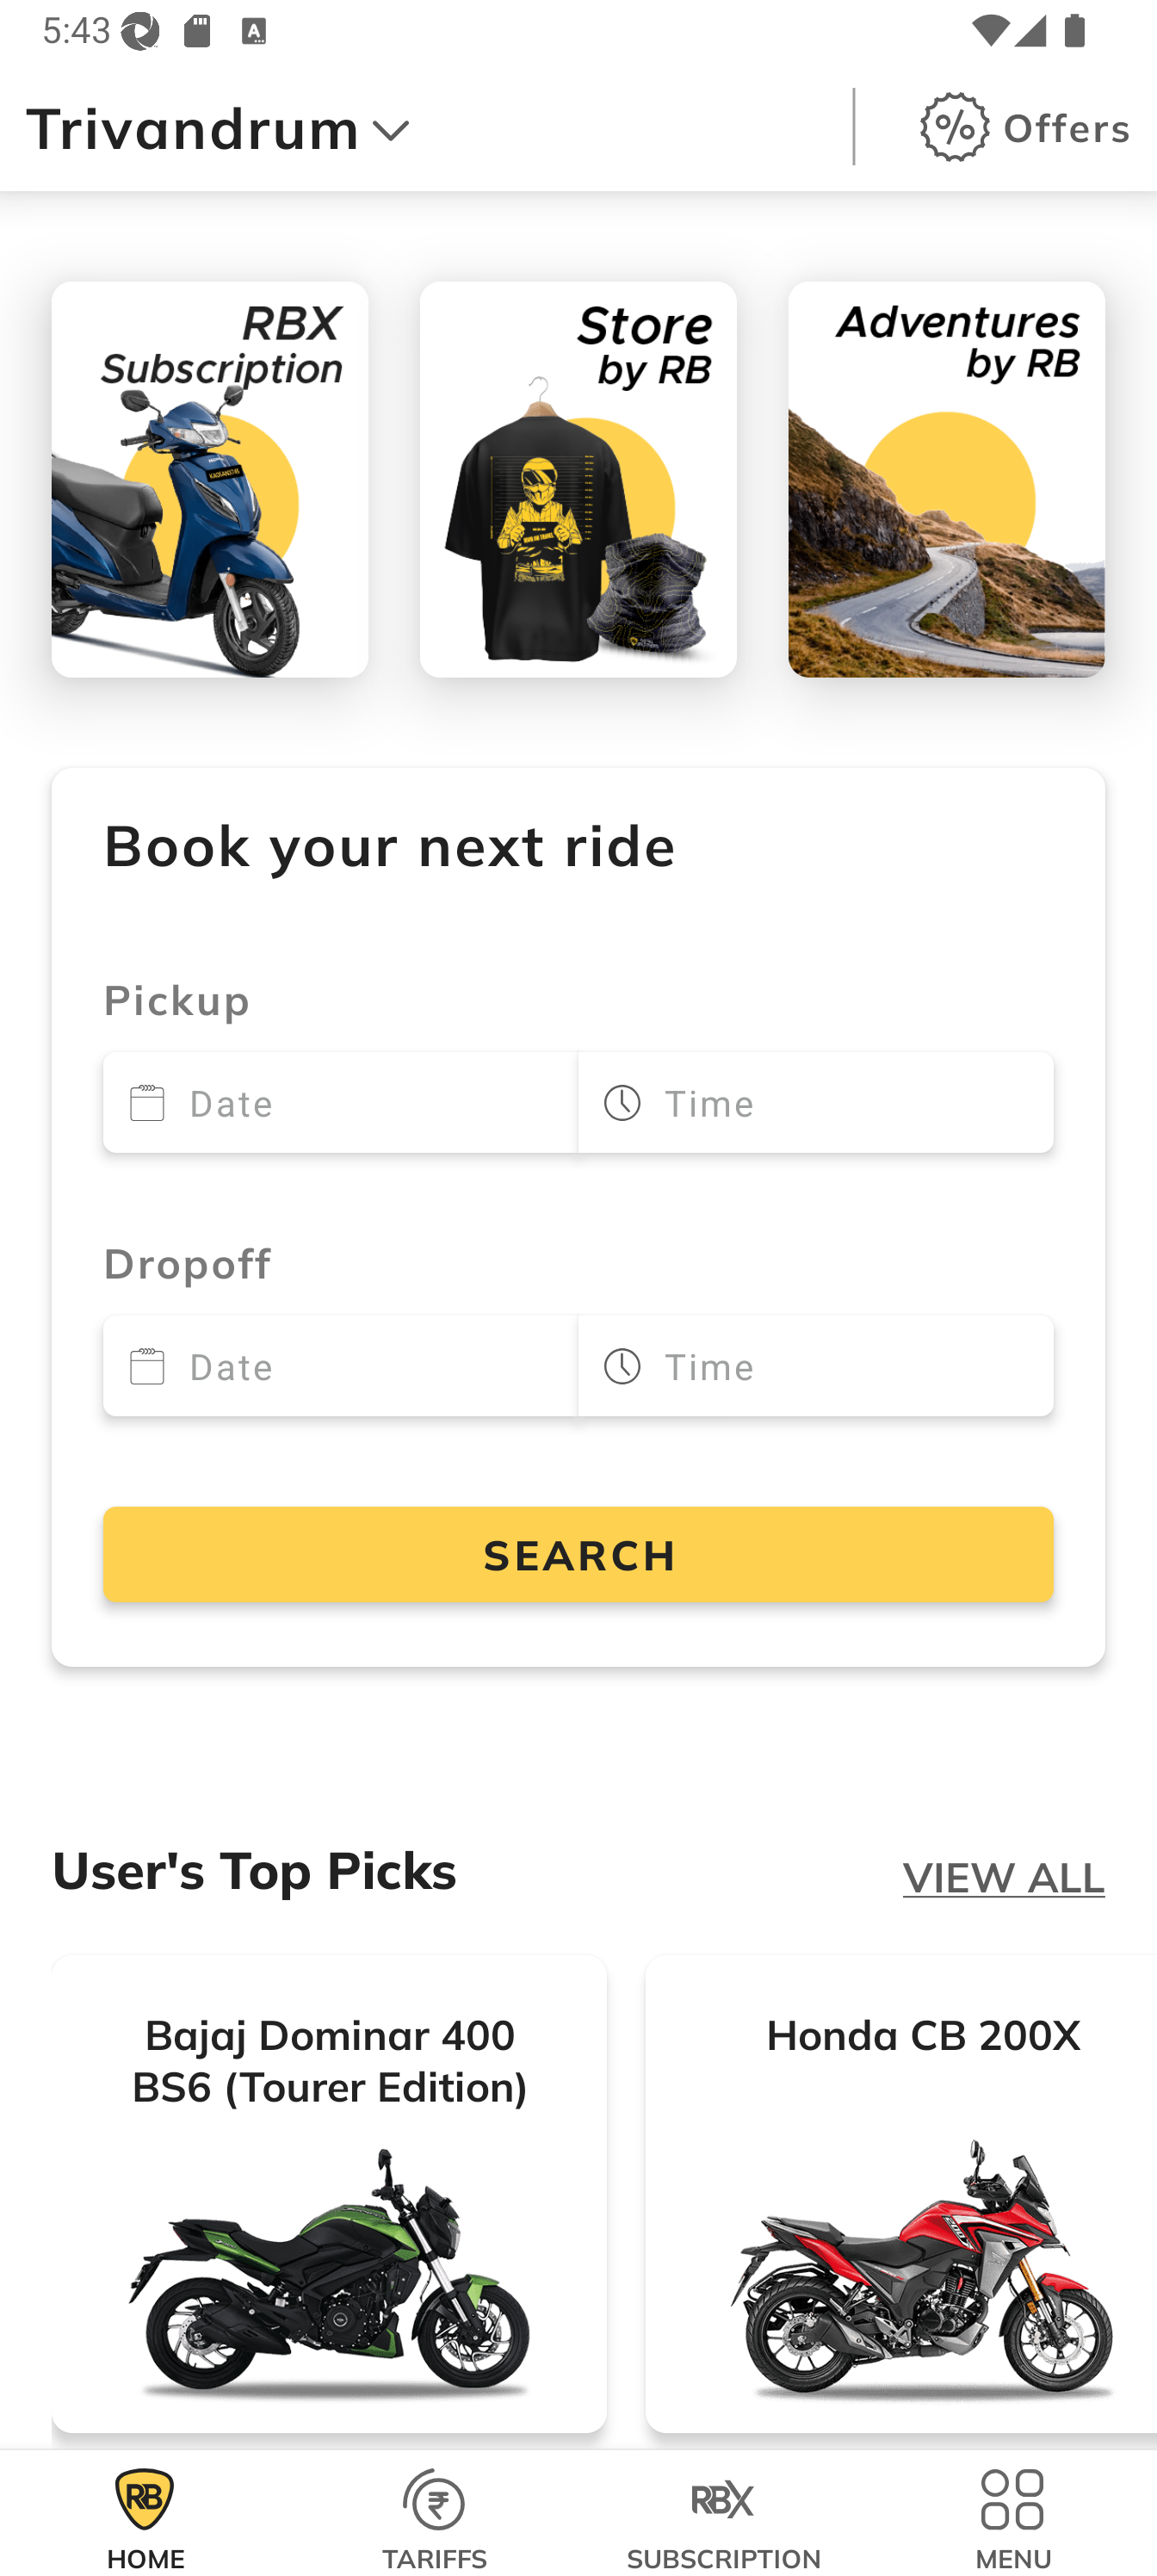 5:43
Trivandrum
Offers
RBX
Subscription
Store
by RB
Adventures
by RB
Book your next ride
Pickup
Date
Time
Dropoff
Date
Time
SEARCH
User's Top Picks
VIEW ALL
Bajaj Dominar 400
BS6 (Tourer Edition)
Honda CB 200X
RB
RBX
HOME
TARIFFS
SUBSCRIPTION
MENU